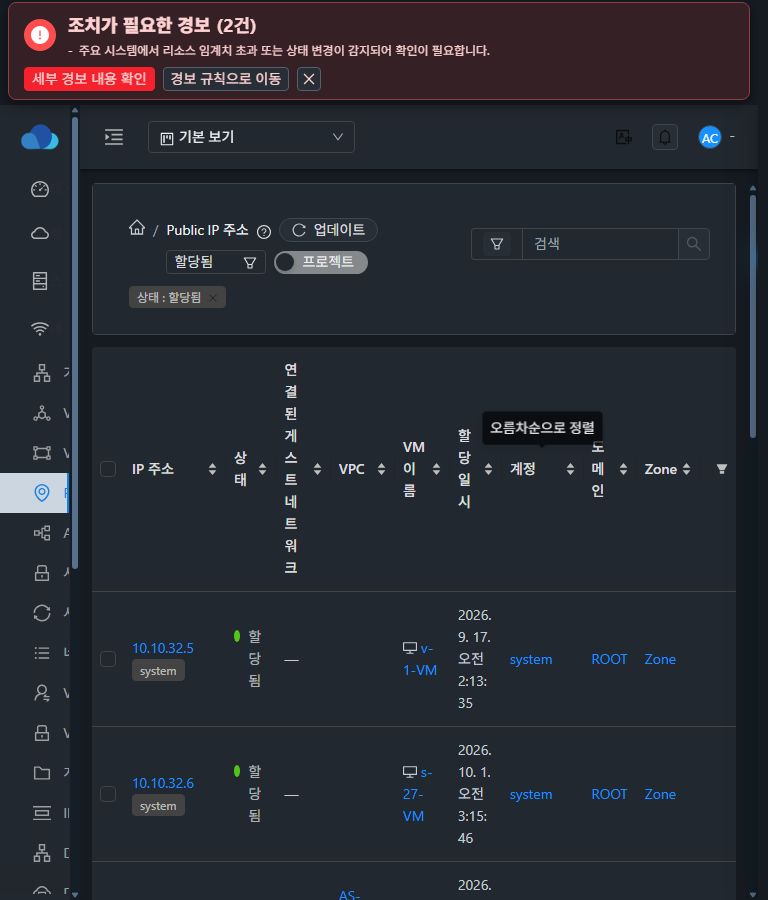 조치가 필요한 경보 (2건)
- 주요 시스템에서 리소스 임계치 초과 또는 상태 변경이 감지되어 확인이 필요합니다.
세부 경보 내용 확인
경보 규칙으로 이동
기본 보기
AC
-
/ Public IP 주소
업데이트
할당됨
프로젝트
검색
상태 : 할당됨
오름차순으로 정렬
IP 주소
상
태
연
결
된
게
스
트
네
트
워
크
VPC
VM
이
름
할
당
일
시
계정
도
메
인
Zone
10.10.32.5
system
할
당
됨
—
v-
1-VM
2026.
9. 17.
오전
2:13:
35
system
ROOT
Zone
10.10.32.6
system
할
당
됨
—
s-
27-
VM
2026.
10. 1.
오전
3:15:
46
system
ROOT
Zone
AS-
2026.